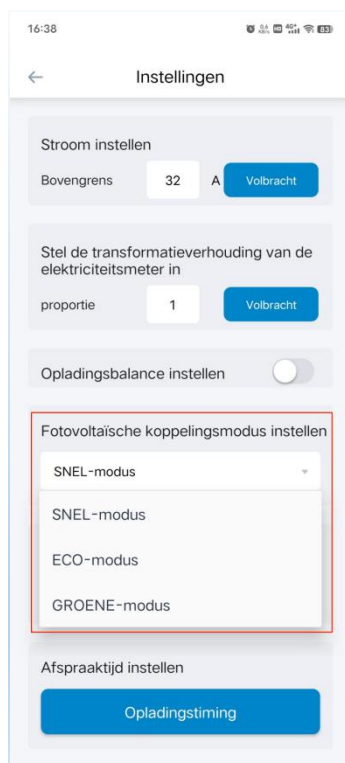 16:38
Instellingen
Stroom instellen
Bovengrens 32 A Volbracht
Stel de transformatieverhouding van de
elektriciteitsmeter in
proportie 1 Volbracht
Opladingsbalance instellen
Fotovoltaïsche koppelingsmodus instellen
SNEL-modus
SNEL-modus
ECO-modus
GROENE-modus
Afspraaktijd instellen
Opladingstiming